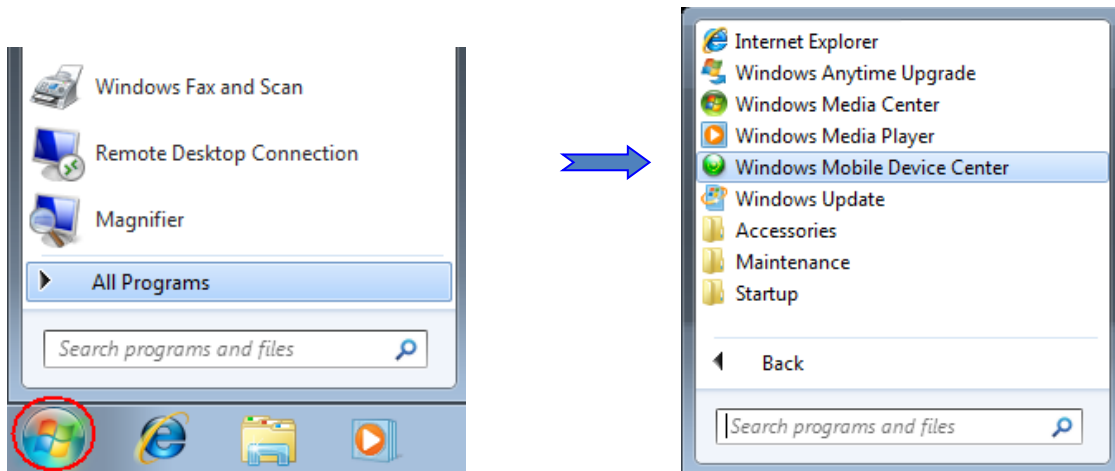 Windows Fax and Scan
Remote Desktop Connection
Magnifier
All Programs
Search programs and files
Internet Explorer
Windows Anytime Upgrade
Windows Media Center
Windows Media Player
Windows Mobile Device Center
Windows Update
Accessories
Maintenance
Startup
Back
Search programs and files